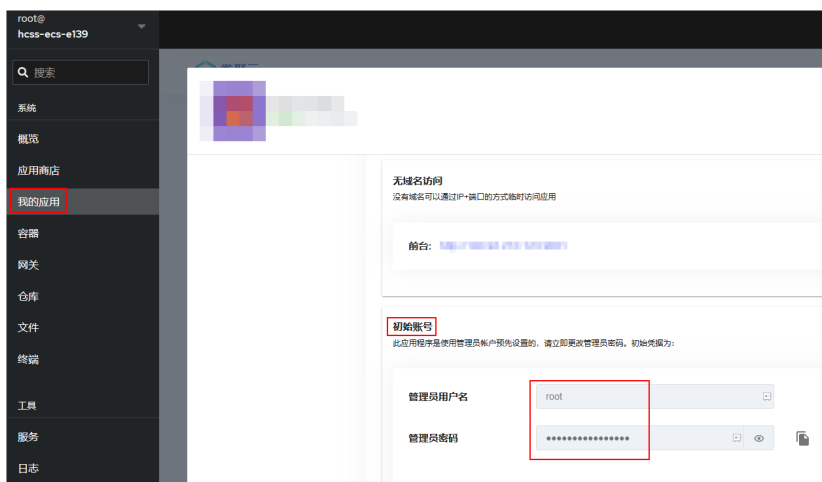 root@
hcss-ecs-e139
搜索
系统
概览
应用商店
我的应用
容器
网关
仓库
文件
终端
工具
服务
日志
无域名访问
没有域名可以通过IP+端口的方式临时访问应用
前台:
初始账号
此应用程序是使用管理员帐户预先设置的，请立即更改管理员密码。初始凭据为:
管理员用户名
root
管理员密码
••••••••••••••••